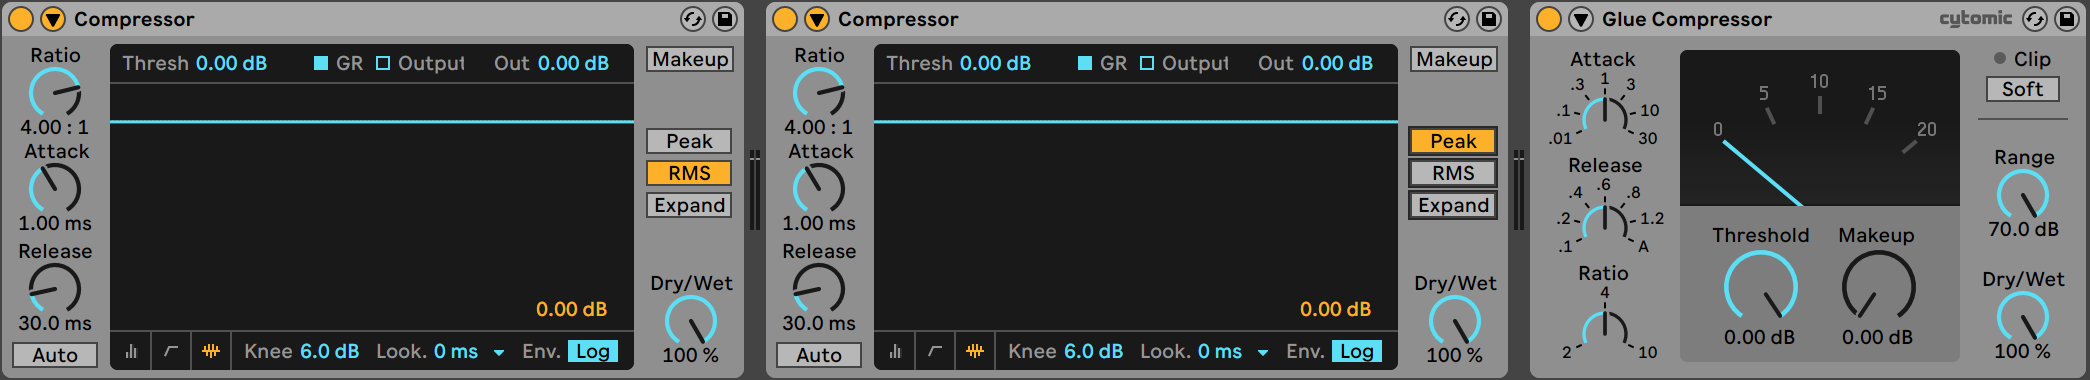 Compressor
Ratio
4.00 : 1
Attack
1.00 ms
Release
30.0 ms
Auto
Thresh 0.00 dB GR Output Out 0.00 dB
0.00 dB
Knee 6.0 dB Look. 0 ms Env. Log
Makeup
Peak
RMS
Expand
Dry/Wet
100 %
Compressor
Ratio
4.00 : 1
Attack
1.00 ms
Release
30.0 ms
Auto
Thresh 0.00 dB GR Output Out 0.00 dB
0.00 dB
Knee 6.0 dB Look. 0 ms Env. Log
Makeup
Peak
RMS
Expand
Dry/Wet
100 %
Glue Compressor cytomic
Attack
.01 .1 .3 1 3 10 30
Release
.1 .2 .4 .6 .8 1.2 A
Ratio
2 4 10
0 5 10 15 20
Threshold
0.00 dB
Makeup
0.00 dB
Clip
Soft
Range
70.0 dB
Dry/Wet
100 %